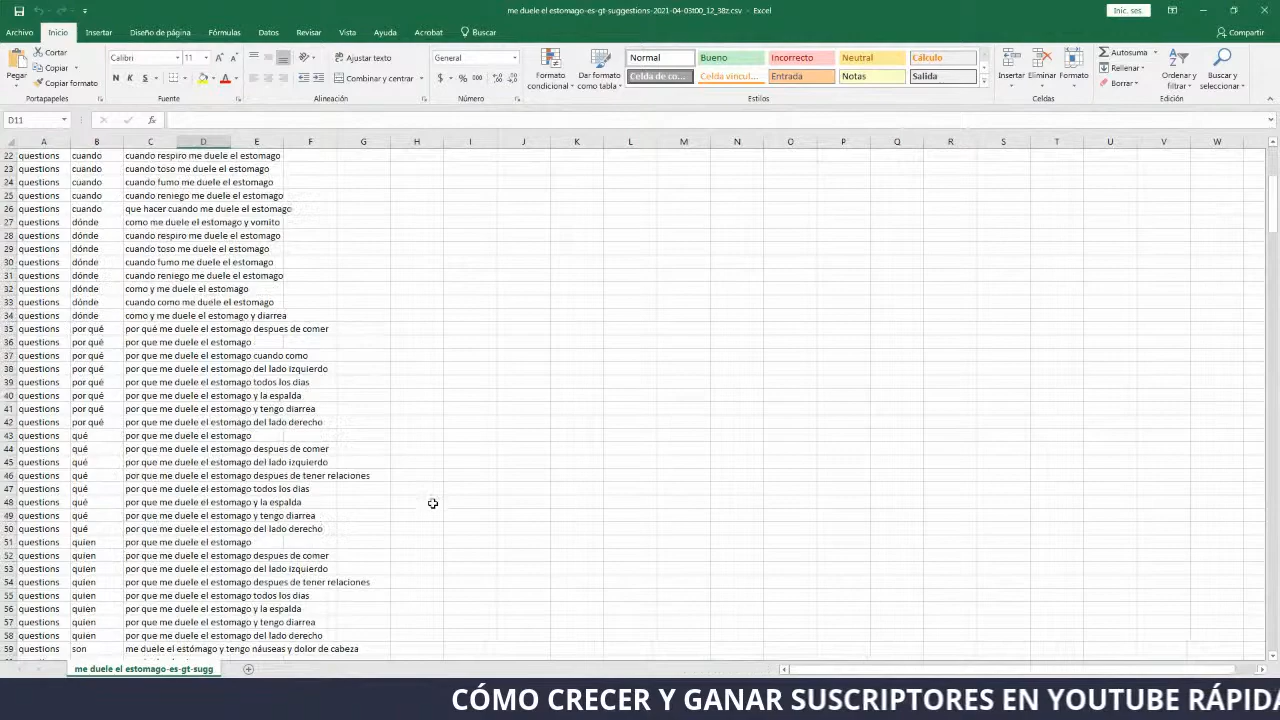 me duele el estomago-es-gt-suggestions-2021-04-0300_12_38z.csv - Excel
Inic. ses.
Archivo Inicio Insertar Diseño de página Fórmulas Datos Revisar Vista Ayuda Acrobat Buscar Compartir
Pegar
Cortar
Copiar
Copiar formato
Portapapeles
Calibri 11
N K S
Fuente
Ajustar texto
Combinar y centrar
Alineación
General
$ % 000
Número
Formato condicional
Dar formato como tabla
Normal Bueno Incorrecto Neutral Cálculo
Celda de co... Celda vincul... Entrada Notas Salida
Estilos
Insertar Eliminar Formato
Celdas
Autosuma
Rellenar
Borrar
Ordenar y filtrar
Buscar y seleccionar
Edición
D11 fx
A B C D E F G H I J K L M N O P Q R S T U V W
22 questions cuando cuando respiro me duele el estomago
23 questions cuando cuando toso me duele el estomago
24 questions cuando cuando fumo me duele el estomago
25 questions cuando cuando reniego me duele el estomago
26 questions cuando que hacer cuando me duele el estomago
27 questions dónde como me duele el estomago y vomito
28 questions dónde cuando respiro me duele el estomago
29 questions dónde cuando toso me duele el estomago
30 questions dónde cuando fumo me duele el estomago
31 questions dónde cuando reniego me duele el estomago
32 questions dónde como y me duele el estomago
33 questions dónde cuando como me duele el estomago
34 questions dónde como y me duele el estomago y diarrea
35 questions por qué por qué me duele el estomago despues de comer
36 questions por qué por que me duele el estomago
37 questions por qué por que me duele el estomago cuando como
38 questions por qué por que me duele el estomago del lado izquierdo
39 questions por qué por que me duele el estomago todos los dias
40 questions por qué por que me duele el estomago y la espalda
41 questions por qué por que me duele el estomago y tengo diarrea
42 questions por qué por que me duele el estomago del lado derecho
43 questions qué por que me duele el estomago
44 questions qué por que me duele el estomago despues de comer
45 questions qué por que me duele el estomago del lado izquierdo
46 questions qué por que me duele el estomago despues de tener relaciones
47 questions qué por que me duele el estomago todos los dias
48 questions qué por que me duele el estomago y la espalda
49 questions qué por que me duele el estomago y tengo diarrea
50 questions qué por que me duele el estomago del lado derecho
51 questions quien por que me duele el estomago
52 questions quien por que me duele el estomago despues de comer
53 questions quien por que me duele el estomago del lado izquierdo
54 questions quien por que me duele el estomago despues de tener relaciones
55 questions quien por que me duele el estomago todos los dias
56 questions quien por que me duele el estomago y la espalda
57 questions quien por que me duele el estomago y tengo diarrea
58 questions quien por que me duele el estomago del lado derecho
59 questions son me duele el estómago y tengo náuseas y dolor de cabeza
me duele el estomago-es-gt-sugg
CÓMO CRECER Y GANAR SUSCRIPTORES EN YOUTUBE RÁPIDA